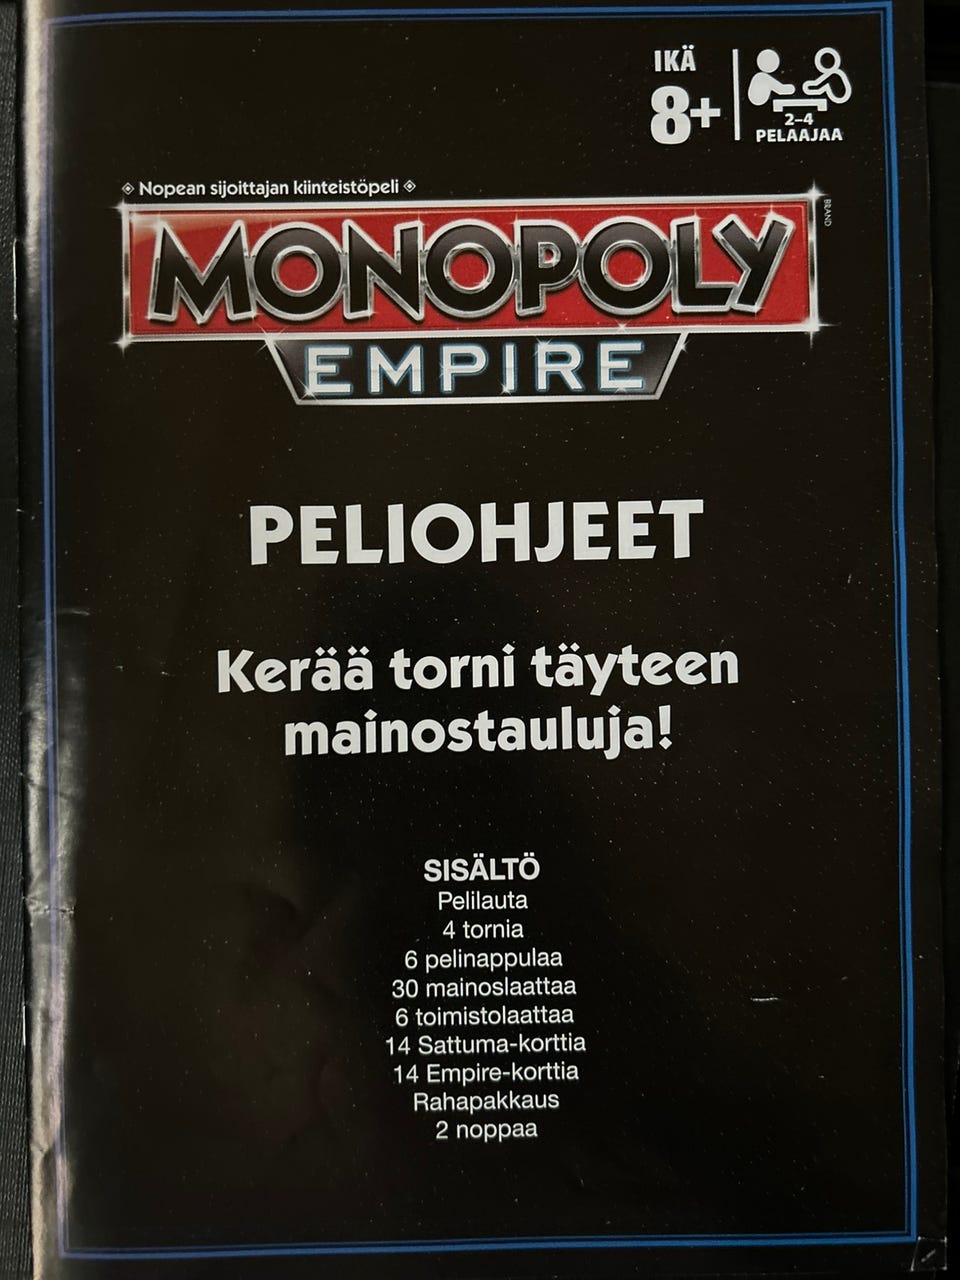 IKÄ
8+
2–4
PELAAJAA
Nopean sijoittajan kiinteistöpeli
MONOPOLY
BRAND
EMPIRE
PELIOHJEET
Kerää torni täyteen
mainostauluja!
SISÄLTÖ
Pelilauta
4 tornia
6 pelinappulaa
30 mainoslaattaa
6 toimistolaattaa
14 Sattuma-korttia
14 Empire-korttia
Rahapakkaus
2 noppaa